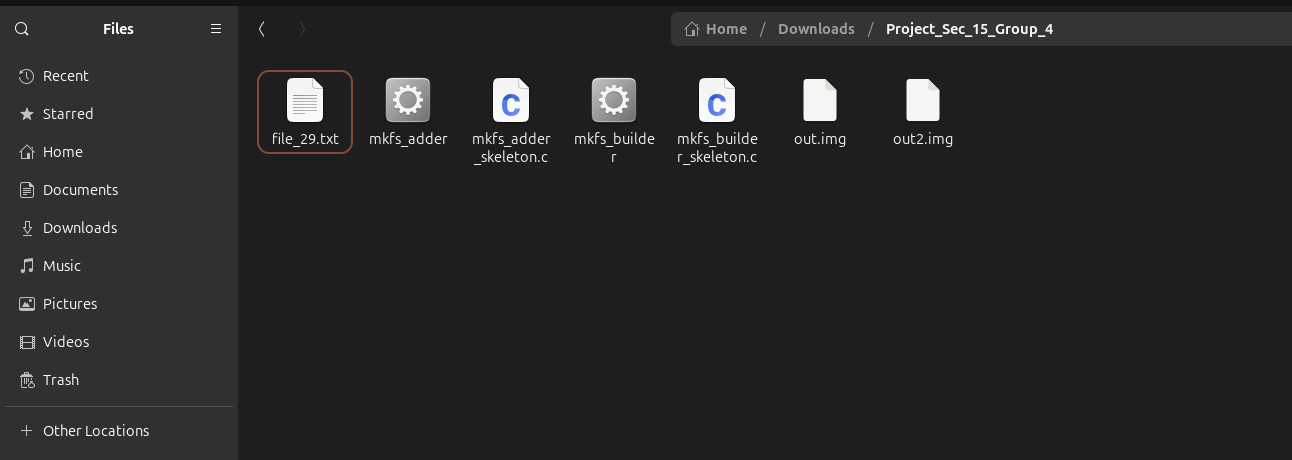 Files
Recent
Starred
Home
Documents
Downloads
Music
Pictures
Videos
Trash
Other Locations
Home / Downloads / Project_Sec_15_Group_4
file_29.txt
mkfs_adder
mkfs_adder
_skeleton.c
mkfs_builde
r
mkfs_builde
r_skeleton.c
out.img
out2.img